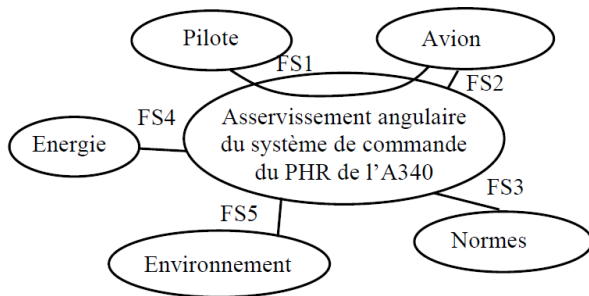 Pilote
Avion
FS1
FS2
FS4
Energie
Asservissement angulaire
du système de commande
du PHR de l'A340
FS3
FS5
Normes
Environnement